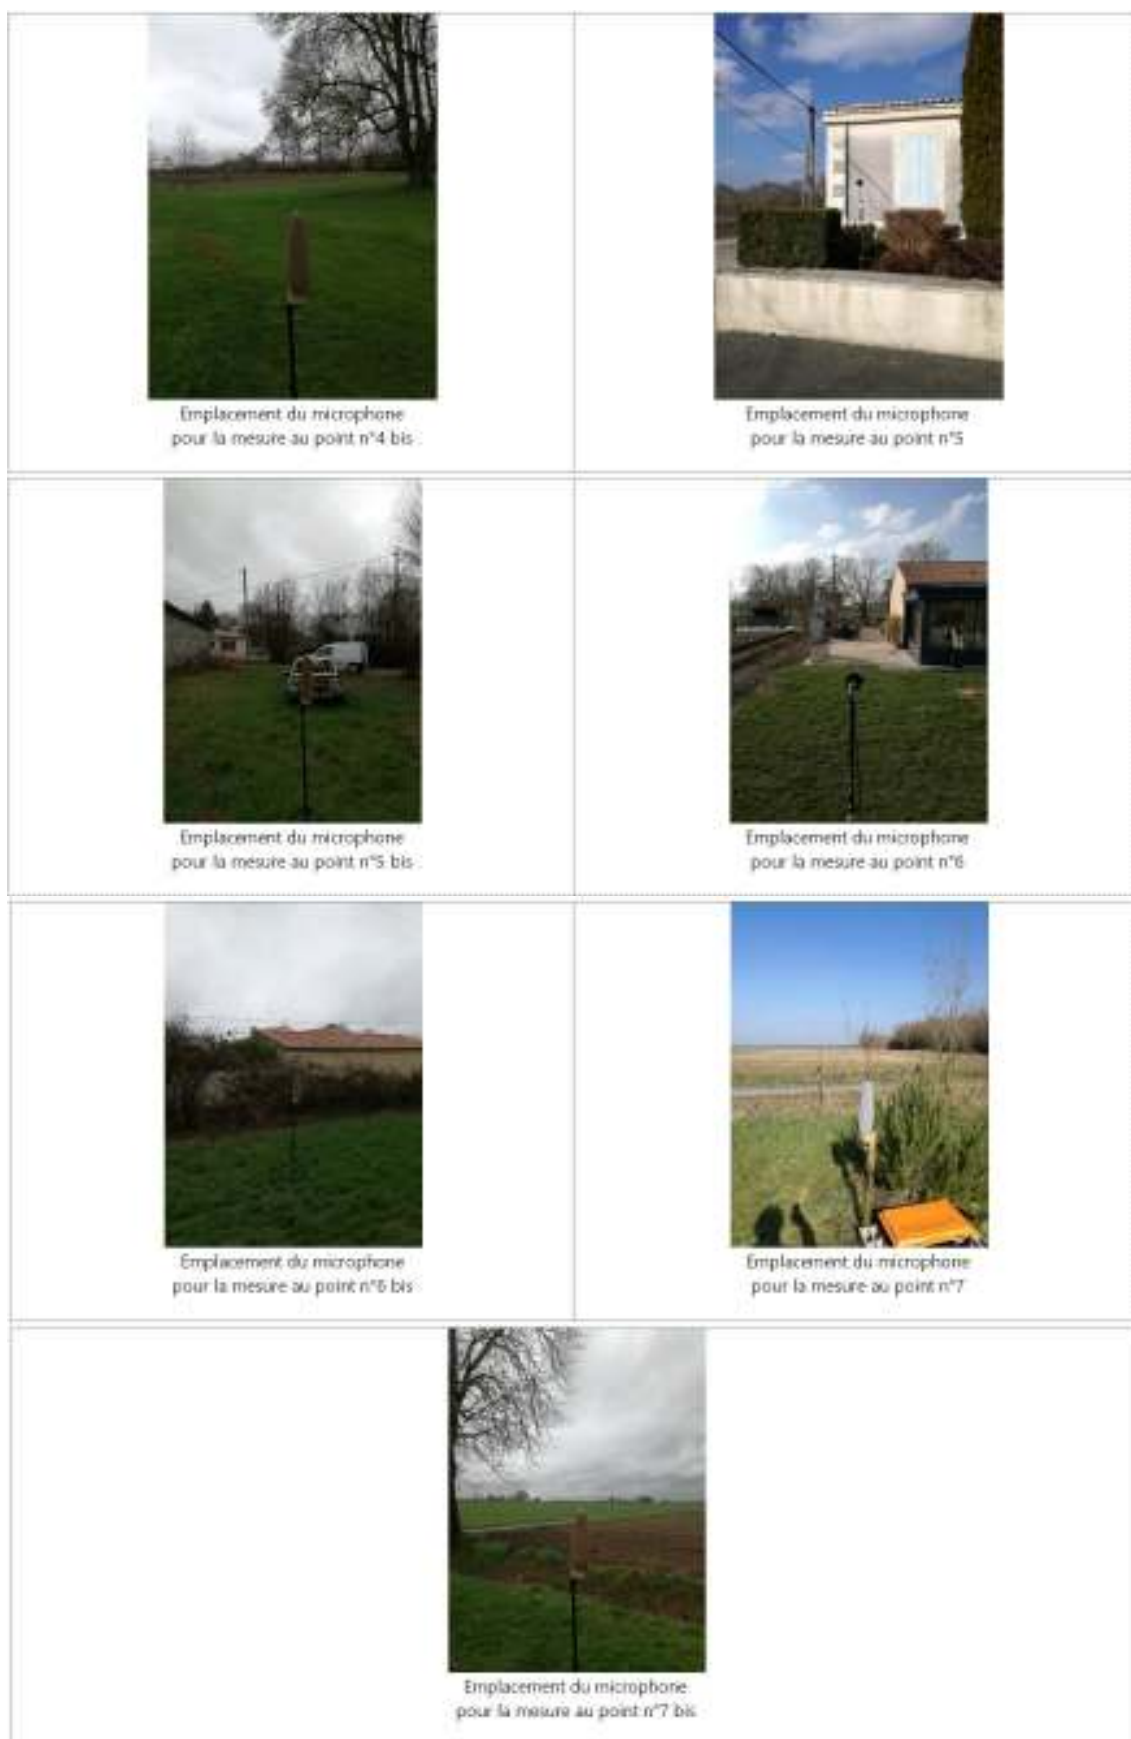 Emplacement du microphone
pour la mesure au point n°4 bis
Emplacement du microphone
pour la mesure au point n°5
Emplacement du microphone
pour la mesure au point n°5 bis
Emplacement du microphone
pour la mesure au point n°6
Emplacement du microphone
pour la mesure au point n°6 bis
Emplacement du microphone
pour la mesure au point n°7
Emplacement du microphone
pour la mesure au point n°7 bis